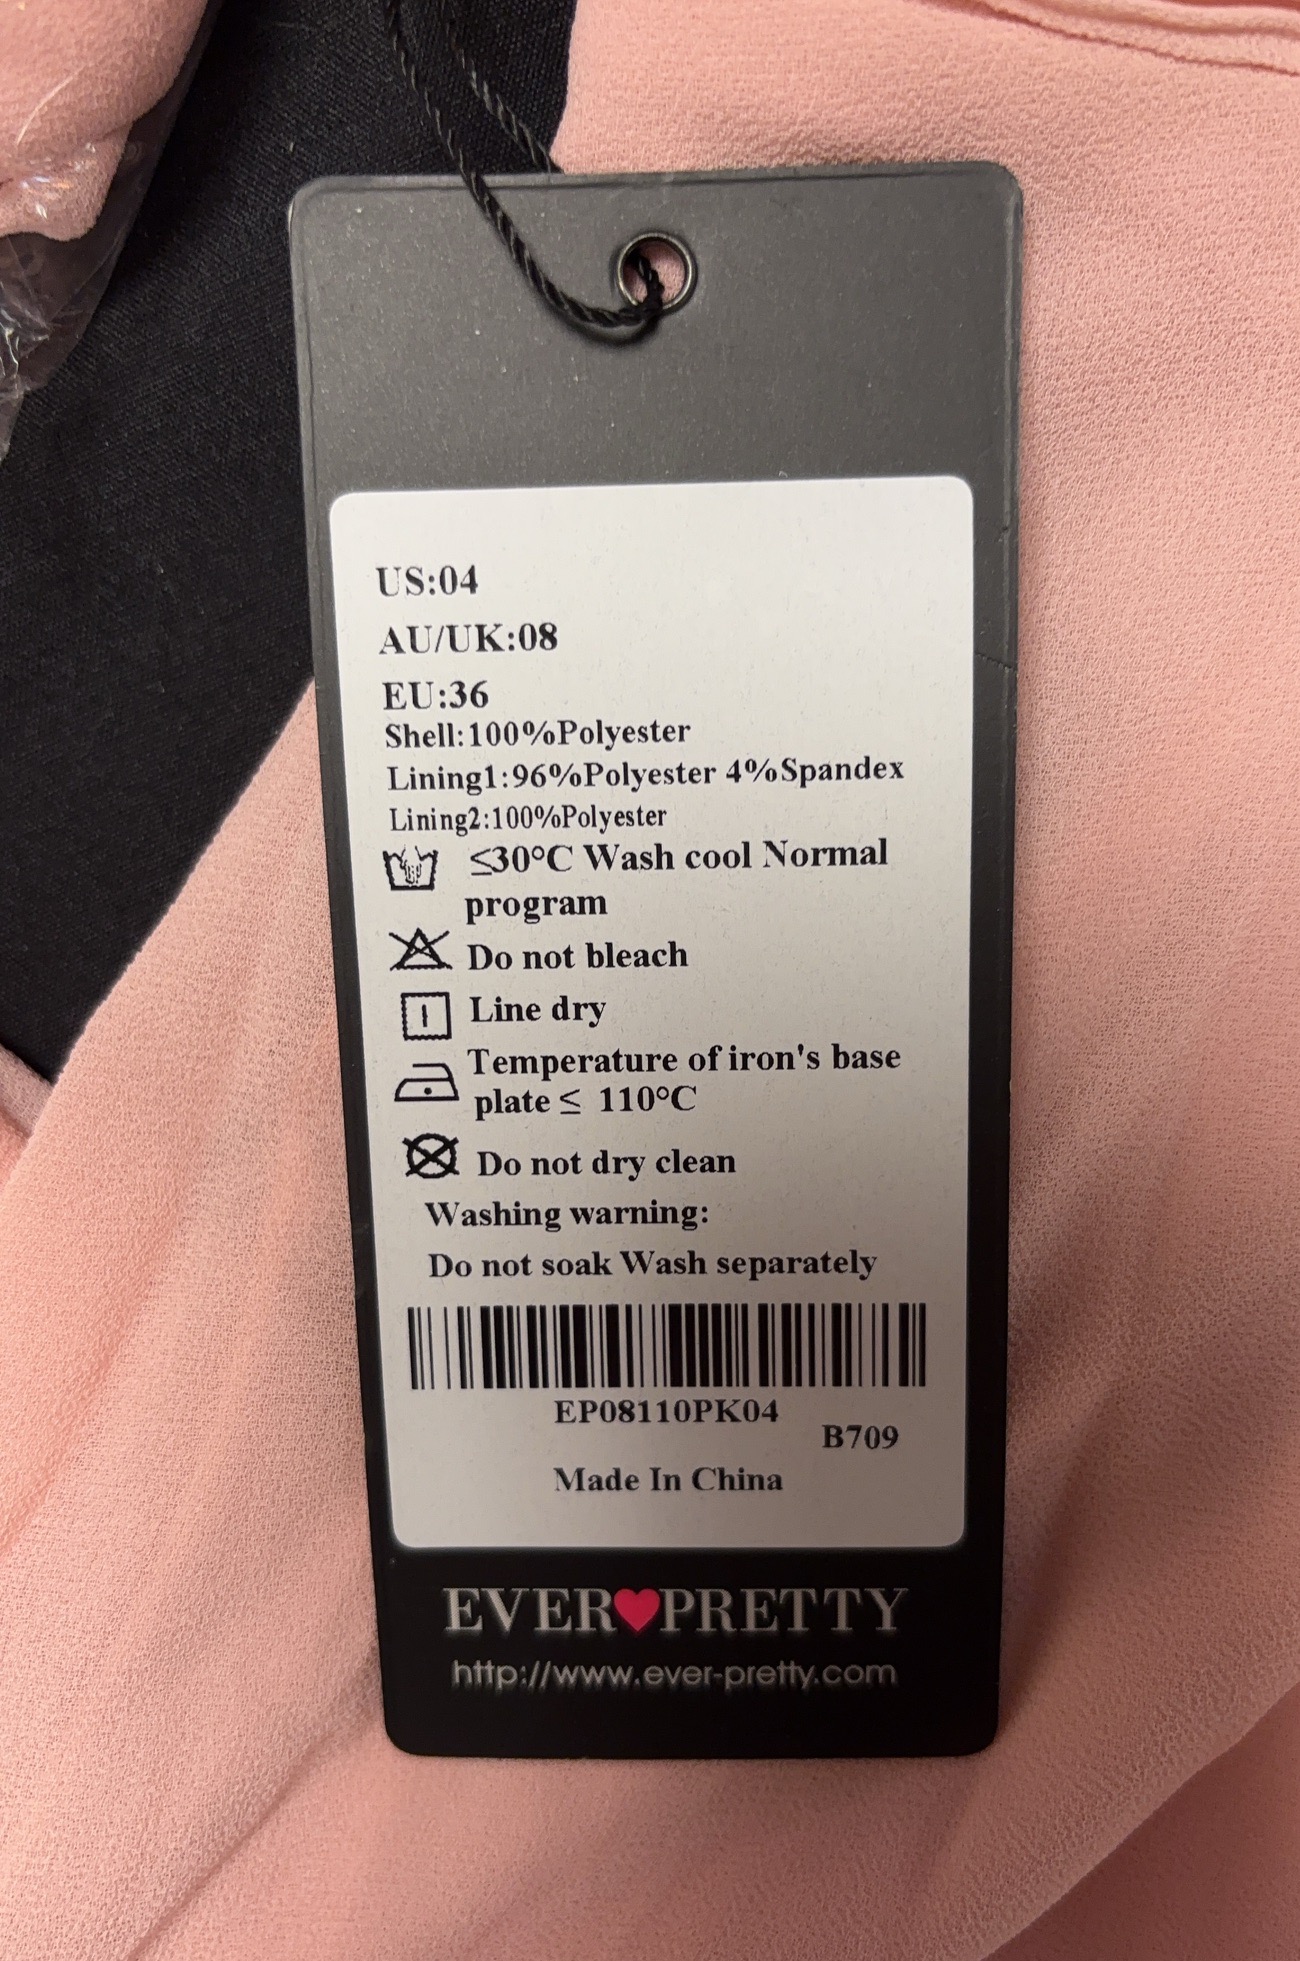 US:04
AU/UK:08
EU:36
Shell:100%Polyester
Lining1:96%Polyester 4%Spandex
Lining2:100%Polyester
≤30°C Wash cool Normal
program
Do not bleach
Line dry
Temperature of iron's base
plate ≤ 110°C
Do not dry clean
Washing warning:
Do not soak Wash separately
EP08110PK04
B709
Made In China
EVER♥PRETTY
http://www.ever-pretty.com